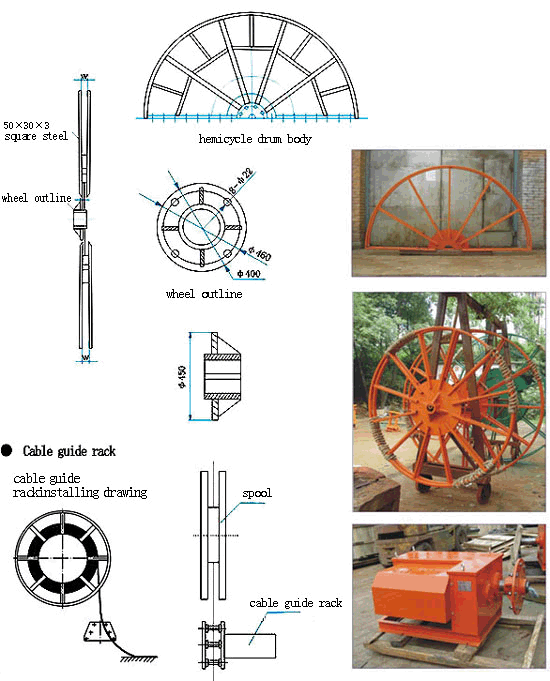 W
50×30×3
square steel
hemicycle drum body
wheel outline
8-Φ22
Φ460
Φ400
wheel outline
W
Φ450
● Cable guide rack
cable guide
rackinstalling drawing
spool
cable guide rack